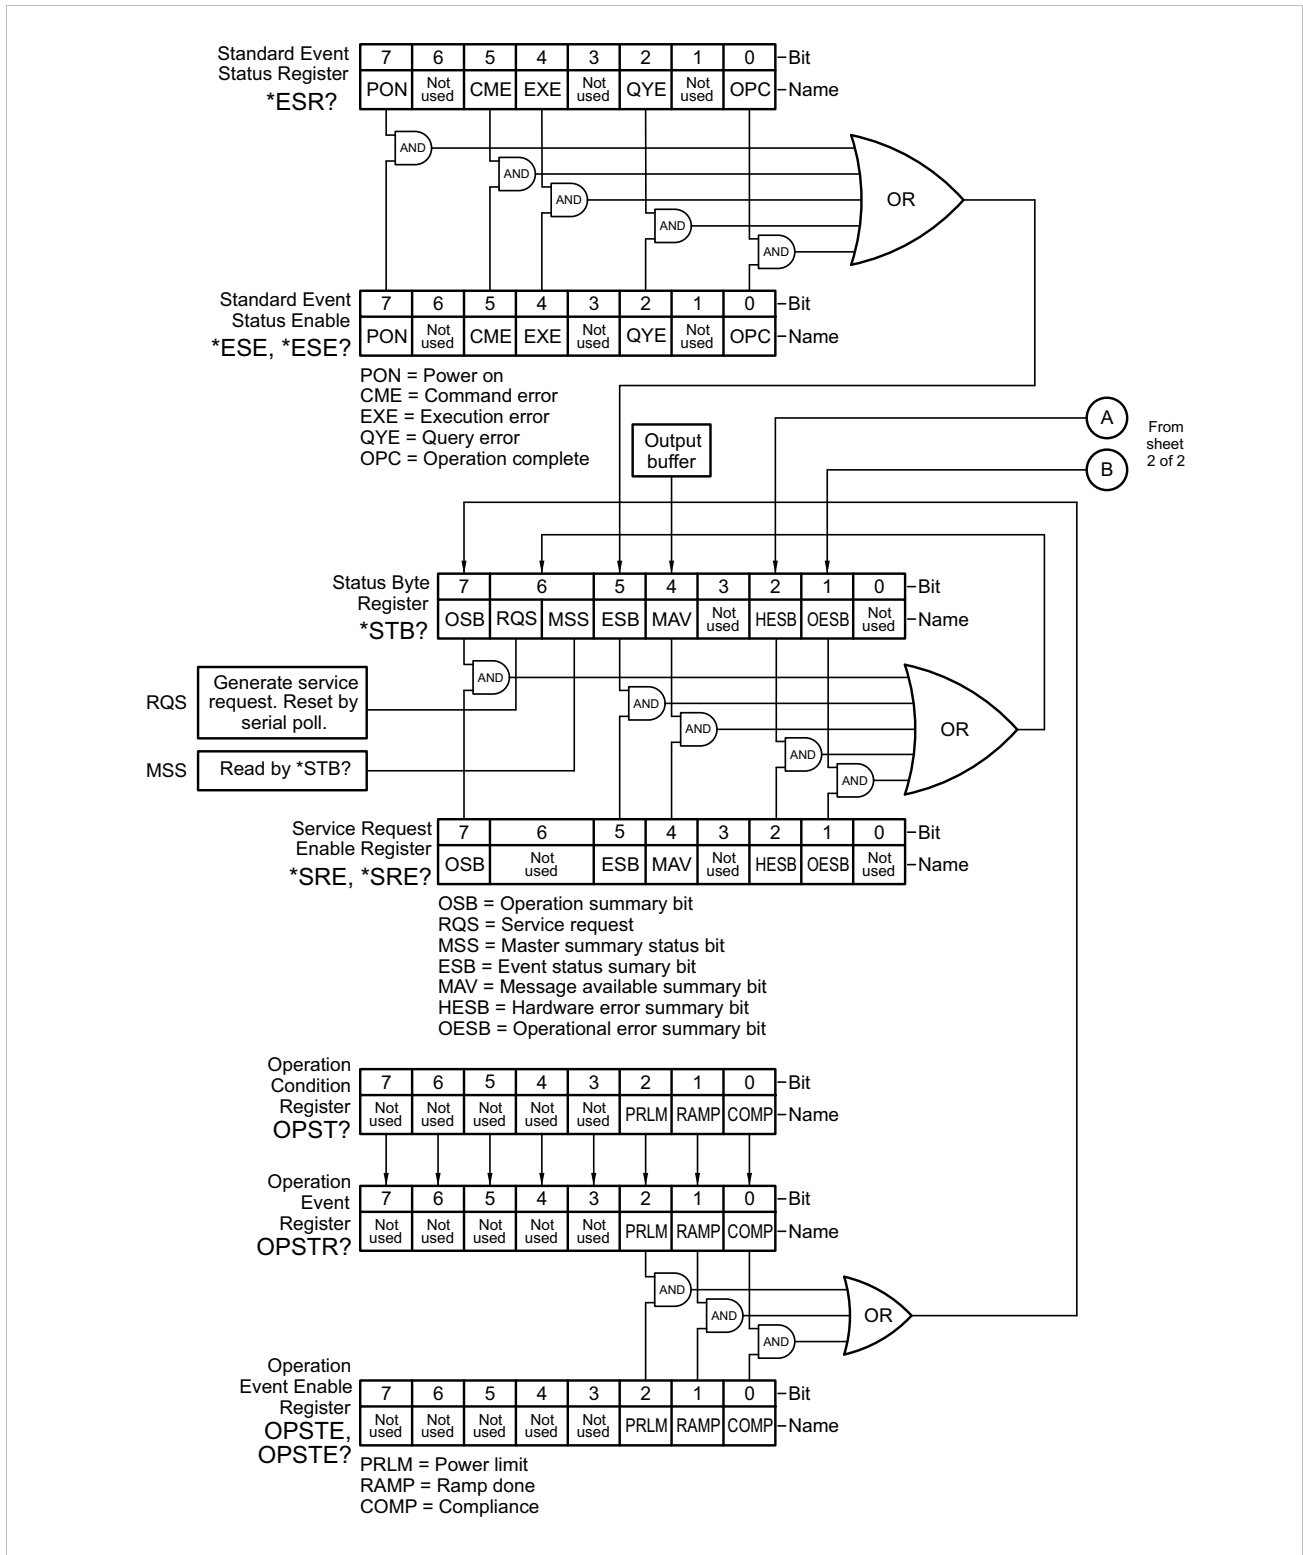 Standard Event
Status Register
*ESR?
7 6 5 4 3 2 1 0 Bit
PON Not used CME EXE Not used QYE Not used OPC Name
AND
AND
AND
AND
AND
OR
Standard Event
Status Enable
*ESE, *ESE?
7 6 5 4 3 2 1 0 Bit
PON Not used CME EXE Not used QYE Not used OPC Name
PON = Power on
CME = Command error
EXE = Execution error
QYE = Query error
OPC = Operation complete
Output
buffer
A
B
From
sheet
2 of 2
Status Byte
Register
*STB?
7 6 5 4 3 2 1 0 Bit
OSB RQS MSS ESB MAV Not used HESB OESB Not used Name
RQS
Generate service
request. Reset by
serial poll.
MSS
Read by *STB?
AND
AND
AND
AND
AND
OR
Service Request
Enable Register
*SRE, *SRE?
7 6 5 4 3 2 1 0 Bit
OSB Not used ESB MAV Not used HESB OESB Not used Name
OSB = Operation summary bit
RQS = Service request
MSS = Master summary status bit
ESB = Event status sumary bit
MAV = Message available summary bit
HESB = Hardware error summary bit
OESB = Operational error summary bit
Operation
Condition
Register
OPST?
7 6 5 4 3 2 1 0 Bit
Not used Not used Not used Not used Not used PRLM RAMP COMP Name
Operation
Event
Register
OPSTR?
7 6 5 4 3 2 1 0 Bit
Not used Not used Not used Not used Not used PRLM RAMP COMP Name
AND
AND
AND
OR
Operation
Event Enable
Register
OPSTE,
OPSTE?
7 6 5 4 3 2 1 0 Bit
Not used Not used Not used Not used Not used PRLM RAMP COMP Name
PRLM = Power limit
RAMP = Ramp done
COMP = Compliance